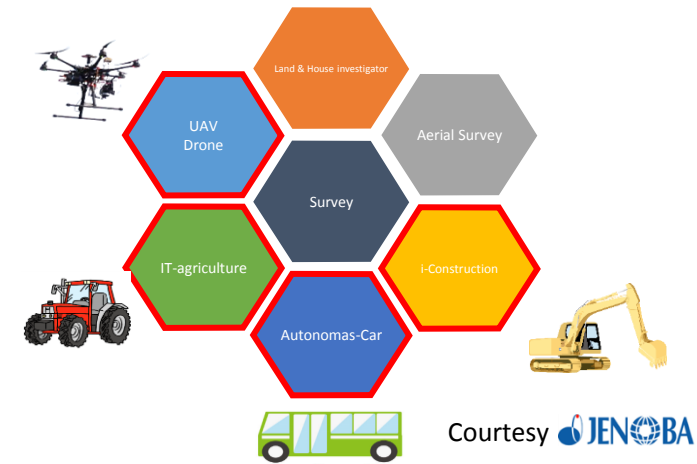 Land & House investigator
UAV
Drone
Aerial Survey
Survey
IT-agriculture
i-Construction
Autonomas-Car
Courtesy JENOBA